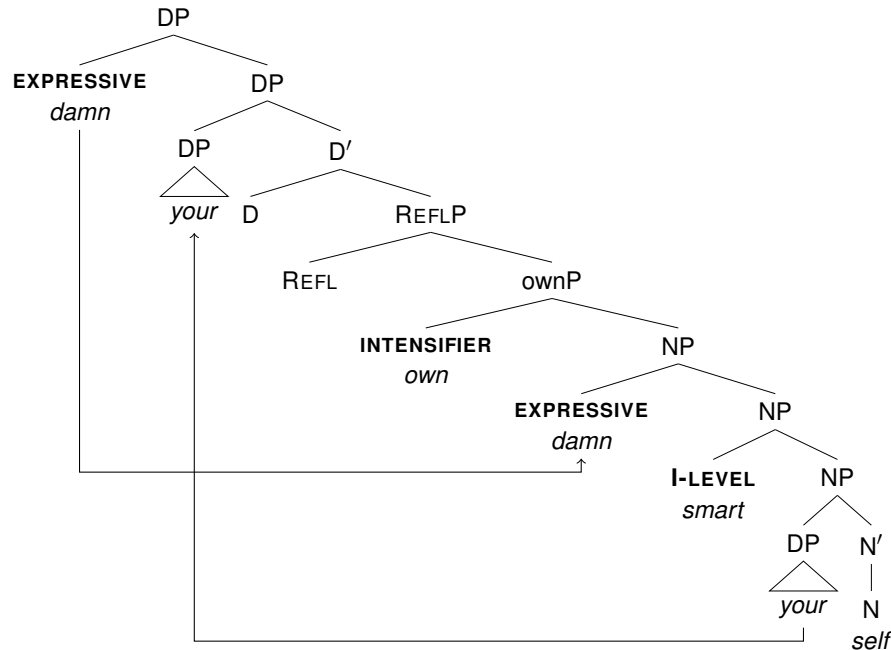 DP
EXPRESSIVE
damn
DP
DP
D′
your
D
REFLP
REFL
ownP
INTENSIFIER
own
NP
EXPRESSIVE
damn
NP
I-LEVEL
smart
NP
DP
N′
your
N
self